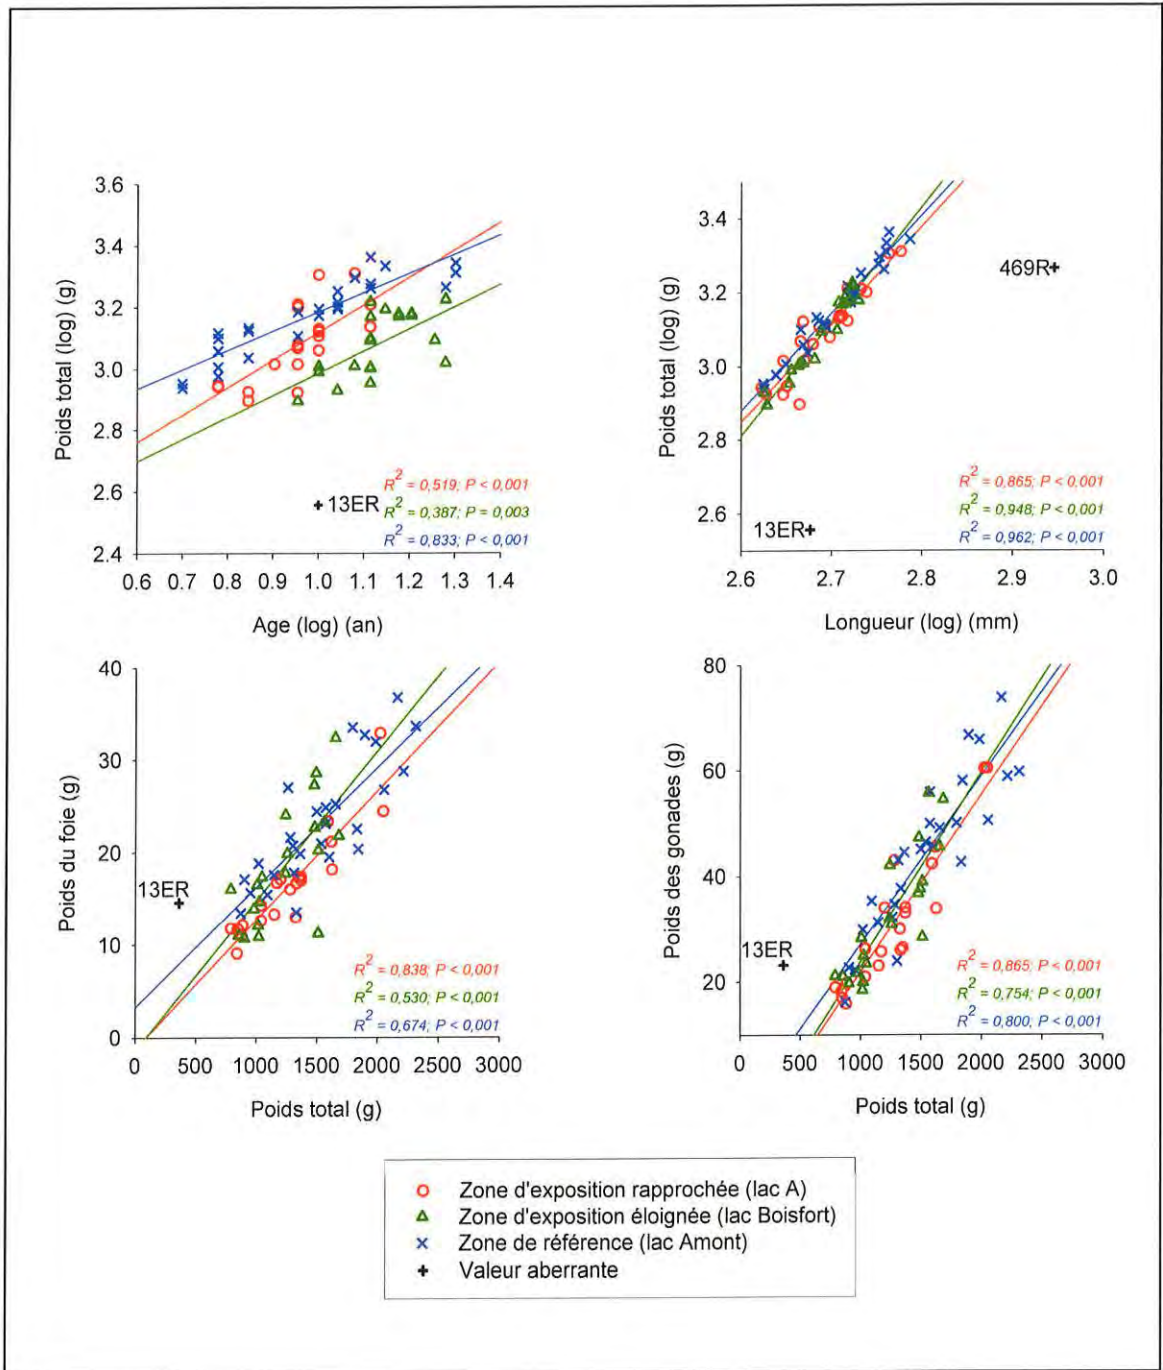 3.6
3.4
3.2
3.0
2.8
2.6
2.4
Poids total (log) (g)
R² = 0,519; P < 0,001
R² = 0,387; P = 0,003
R² = 0,833; P < 0,001
13ER
0.6 0.7 0.8 0.9 1.0 1.1 1.2 1.3 1.4
Age (log) (an)
3.4
3.2
3.0
2.8
2.6
Poids total (log) (g)
469R
R² = 0,865; P < 0,001
R² = 0,948; P < 0,001
R² = 0,962; P < 0,001
13ER
2.6 2.7 2.8 2.9 3.0
Longueur (log) (mm)
40
30
20
10
0
Poids du foie (g)
13ER
R² = 0,838; P < 0,001
R² = 0,530; P < 0,001
R² = 0,674; P < 0,001
0 500 1000 1500 2000 2500 3000
Poids total (g)
80
60
40
20
Poids des gonades (g)
13ER
R² = 0,865; P < 0,001
R² = 0,754; P < 0,001
R² = 0,800; P < 0,001
0 500 1000 1500 2000 2500 3000
Poids total (g)
Zone d'exposition rapprochée (lac A)
Zone d'exposition éloignée (lac Boisfort)
Zone de référence (lac Amont)
Valeur aberrante